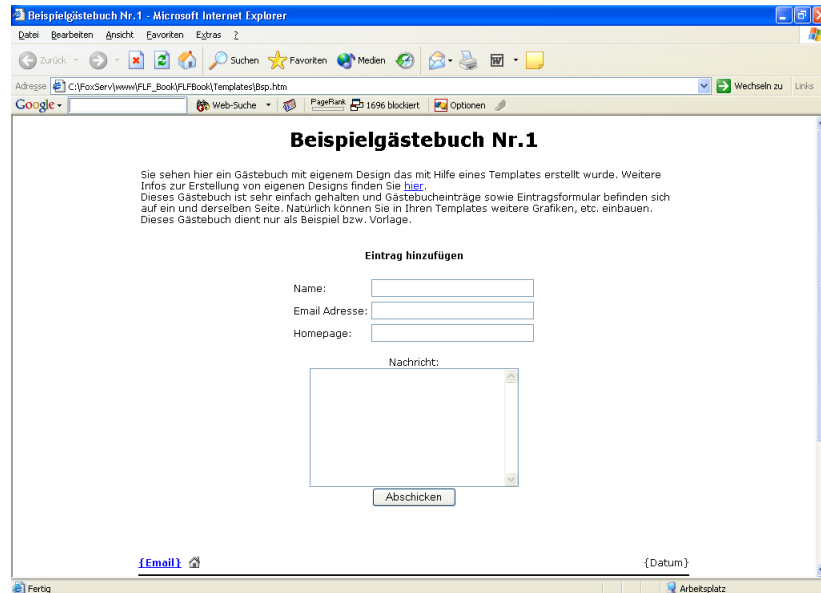 Beispielgästebuch Nr.1 - Microsoft Internet Explorer
Datei Bearbeiten Ansicht Favoriten Extras ?
Zurück Suchen Favoriten Medien
Adresse C:\FoxServ\www\FLF_Book\FLFBook\Templates\Bsp.htm Wechseln zu Links
Google Web-Suche PageRank 1696 blockiert Optionen
Beispielgästebuch Nr.1
Sie sehen hier ein Gästebuch mit eigenem Design das mit Hilfe eines Templates erstellt wurde. Weitere
Infos zur Erstellung von eigenen Designs finden Sie hier.
Dieses Gästebuch ist sehr einfach gehalten und Gästebucheinträge sowie Eintragsformular befinden sich
auf ein und derselben Seite. Natürlich können Sie in Ihren Templates weitere Grafiken, etc. einbauen.
Dieses Gästebuch dient nur als Beispiel bzw. Vorlage.
Eintrag hinzufügen
Name:
Email Adresse:
Homepage:
Nachricht:
Abschicken
{Email} {Datum}
Fertig Arbeitsplatz